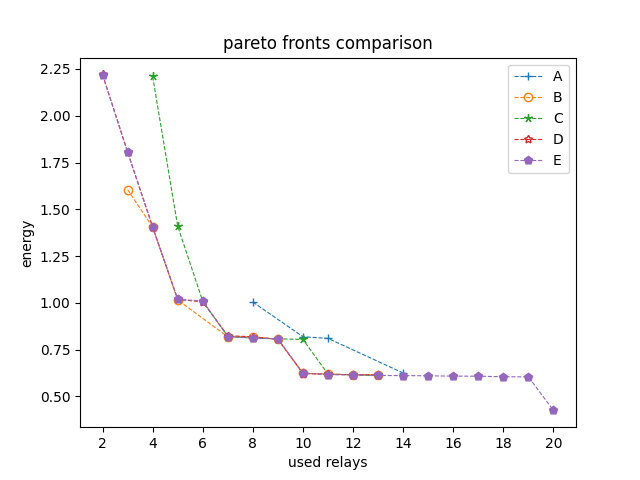 pareto fronts comparison
2.25
2.00
1.75
1.50
1.25
1.00
0.75
0.50
energy
A
B
C
D
E
2 4 6 8 10 12 14 16 18 20
used relays